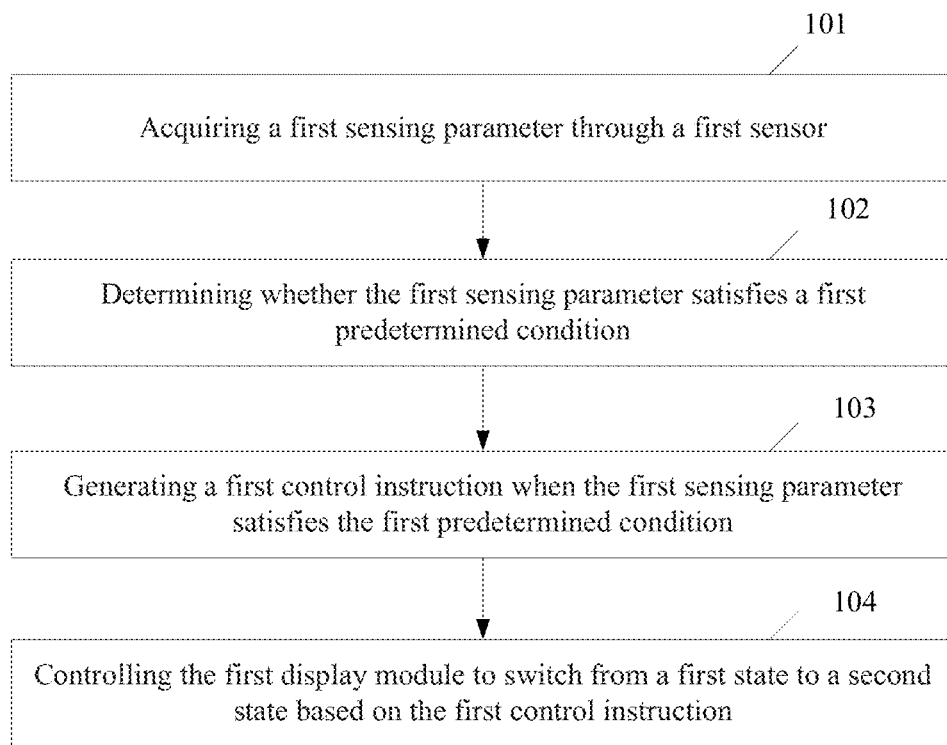 101
Acquiring a first sensing parameter through a first sensor
102
Determining whether the first sensing parameter satisfies a first
predetermined condition
103
Generating a first control instruction when the first sensing parameter
satisfies the first predetermined condition
104
Controlling the first display module to switch from a first state to a second
state based on the first control instruction